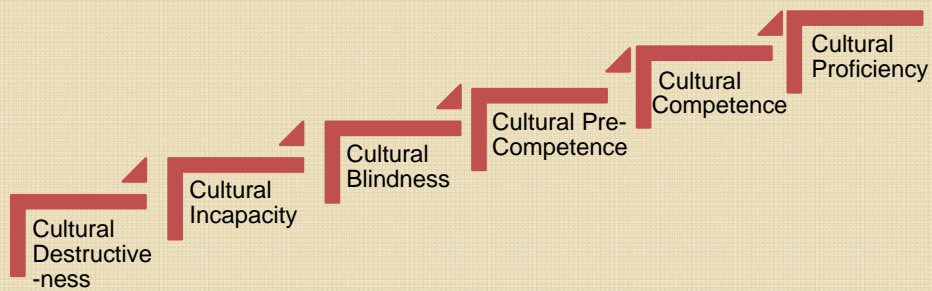 Cultural
Destructive
-ness
Cultural
Incapacity
Cultural
Blindness
Cultural Pre-
Competence
Cultural
Competence
Cultural
Proficiency